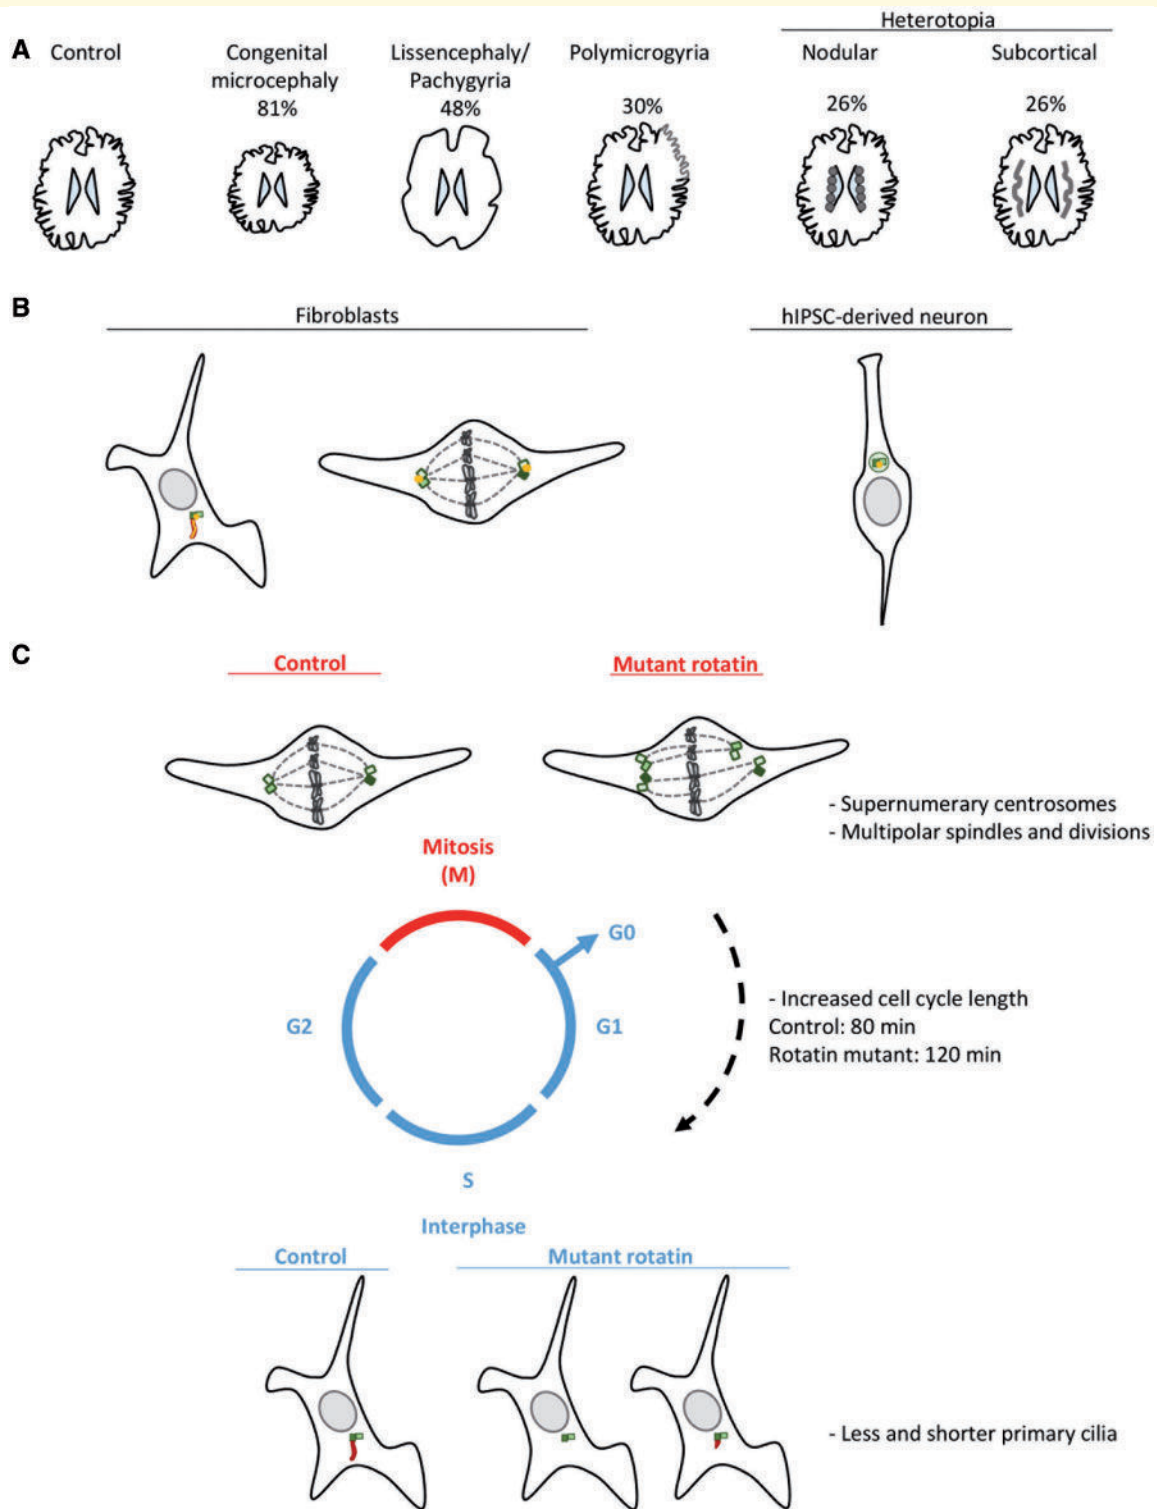 Heterotopia
A
Control
Congenital
microcephaly
81%
Lissencephaly/
Pachygyria
48%
Polymicrogyria
30%
Nodular
26%
Subcortical
26%
B
Fibroblasts
hIPSC-derived neuron
C
Control
Mutant rotatin
- Supernumerary centrosomes
- Multipolar spindles and divisions
Mitosis
(M)
G0
G2
G1
- Increased cell cycle length
Control: 80 min
Rotatin mutant: 120 min
S
Interphase
Control
Mutant rotatin
- Less and shorter primary cilia